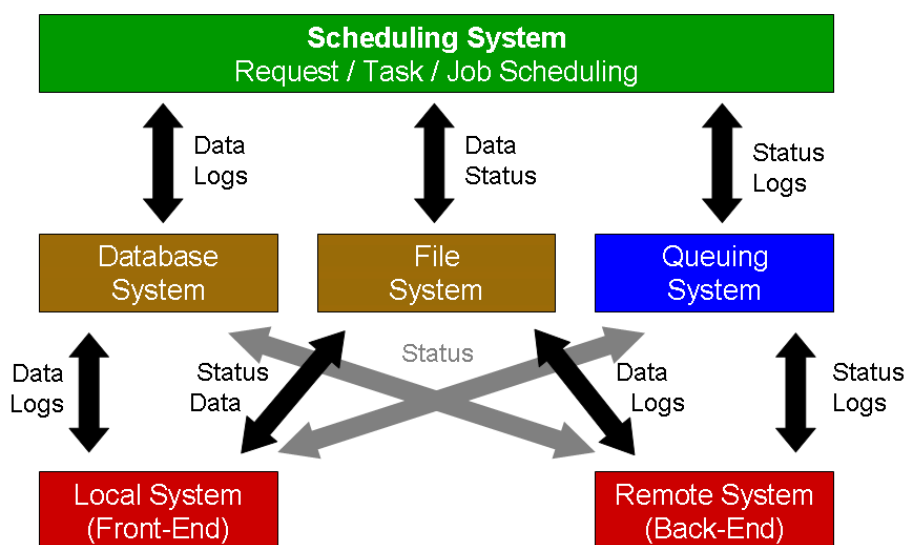 Scheduling System
Request / Task / Job Scheduling
Data
Logs
Data
Status
Status
Logs
Database
System
File
System
Queuing
System
Data
Logs
Status
Data
Status
Data
Logs
Status
Logs
Local System
(Front-End)
Remote System
(Back-End)